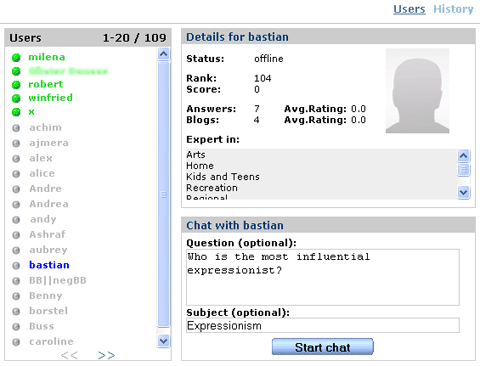 Users History
Users 1-20 / 109
milena
robert
winfried
x
achim
ajmera
alex
alice
Andre
Andrea
andy
Ashraf
aubrey
bastian
BB||negBB
Benny
borstel
Buss
caroline
<< >>
Details for bastian
Status: offline
Rank: 104
Score: 0
Answers: 7 Avg.Rating: 0.0
Blogs: 4 Avg.Rating: 0.0
Expert in:
Arts
Home
Kids and Teens
Recreation
Regional
Chat with bastian
Question (optional):
Who is the most influential
expressionist?
Subject (optional):
Expressionism
Start chat